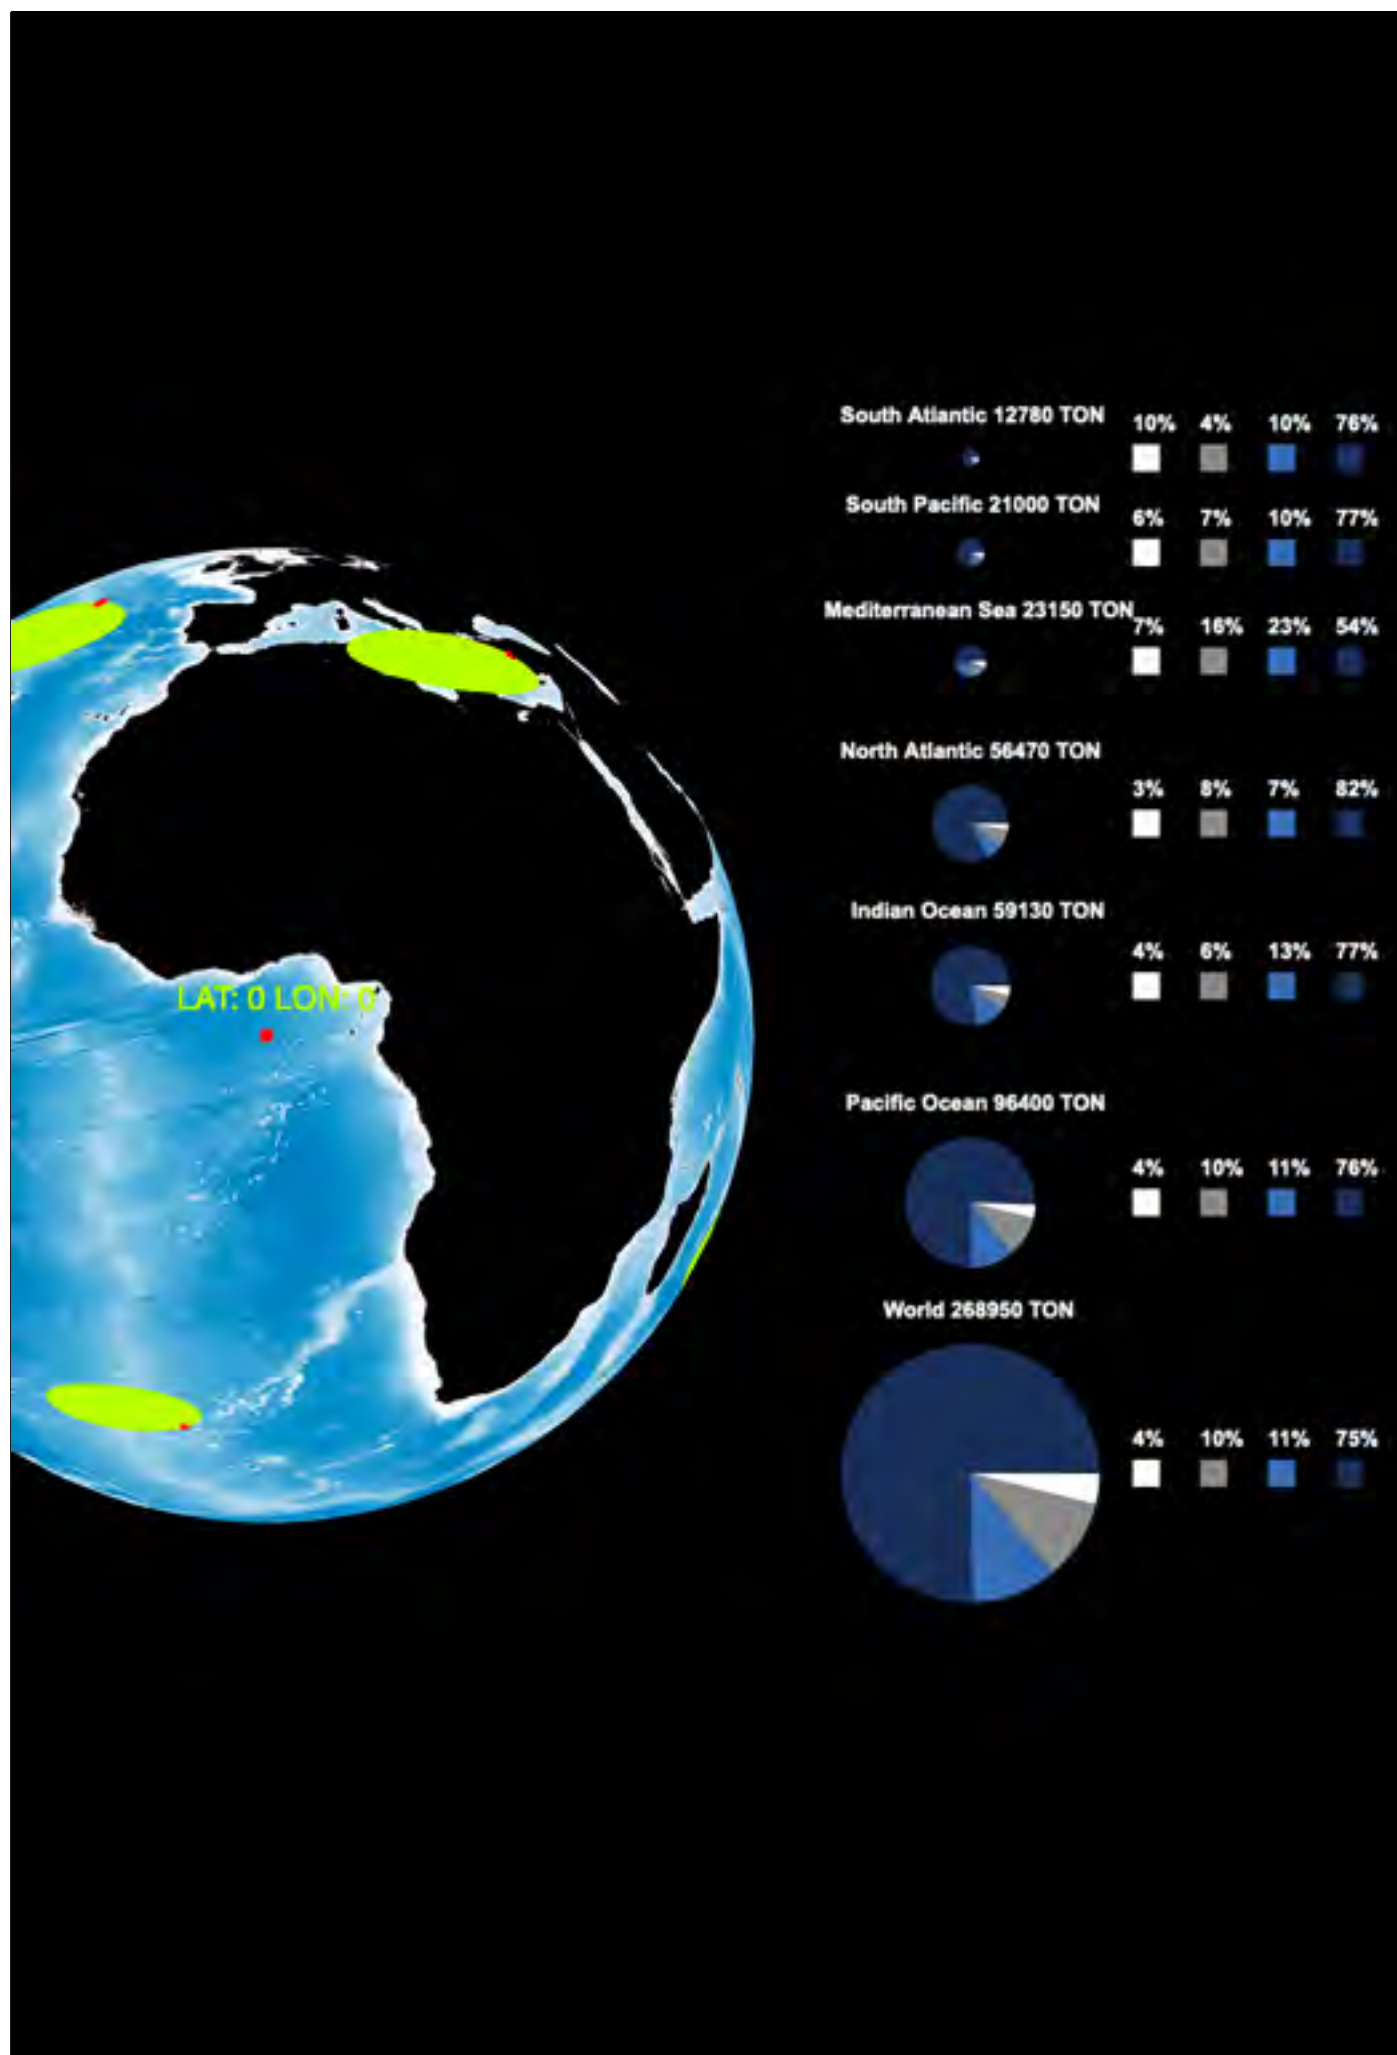 South Atlantic 12780 TON
10% 4% 10% 76%
South Pacific 21000 TON
6% 7% 10% 77%
Mediterranean Sea 23150 TON
7% 16% 23% 54%
North Atlantic 56470 TON
3% 8% 7% 82%
Indian Ocean 59130 TON
4% 6% 13% 77%
LAT: 0 LON: 0
Pacific Ocean 96400 TON
4% 10% 11% 76%
World 268950 TON
4% 10% 11% 75%